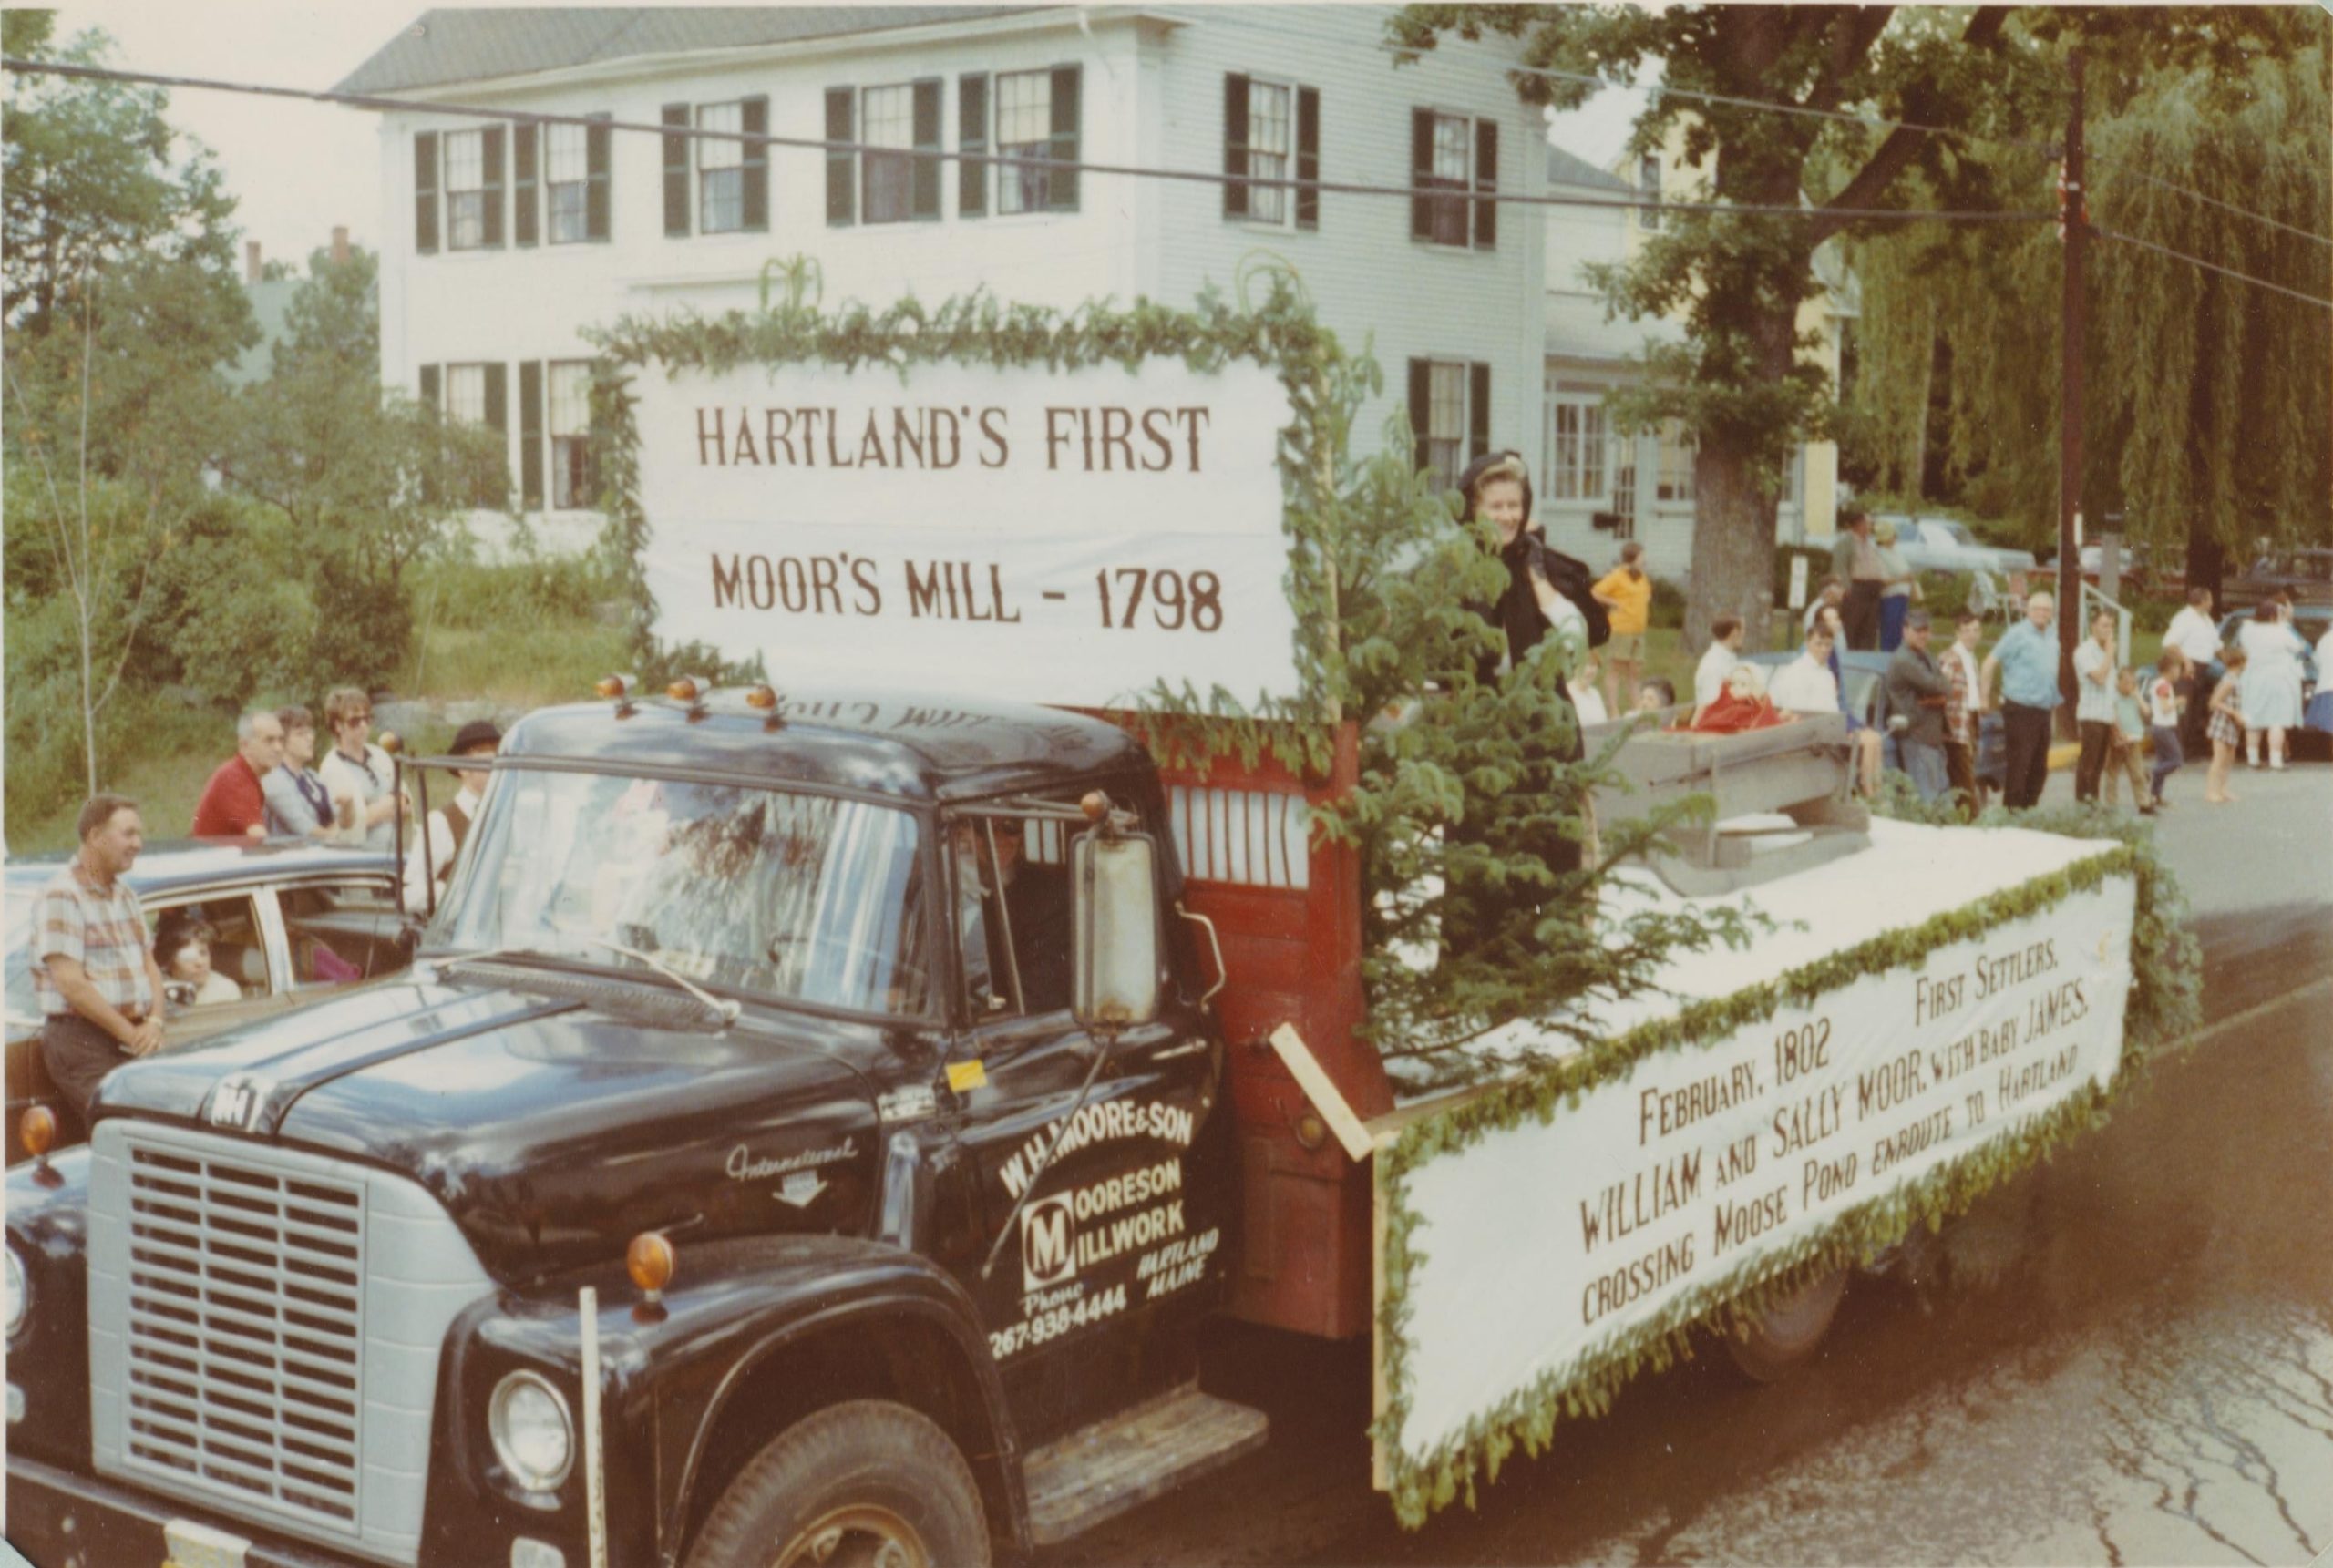 HARTLAND'S FIRST
MOOR'S MILL - 1798
FIRST SETTLERS,
FEBRUARY, 1802
WILLIAM AND SALLY MOOR, WITH BABY JAMES,
CROSSING MOOSE POND ENROUTE TO HARTLAND
International
W.H. MOORE & SON
MOORESON
MILLWORK
HARTLAND
MAINE
Phone
267-938-4444